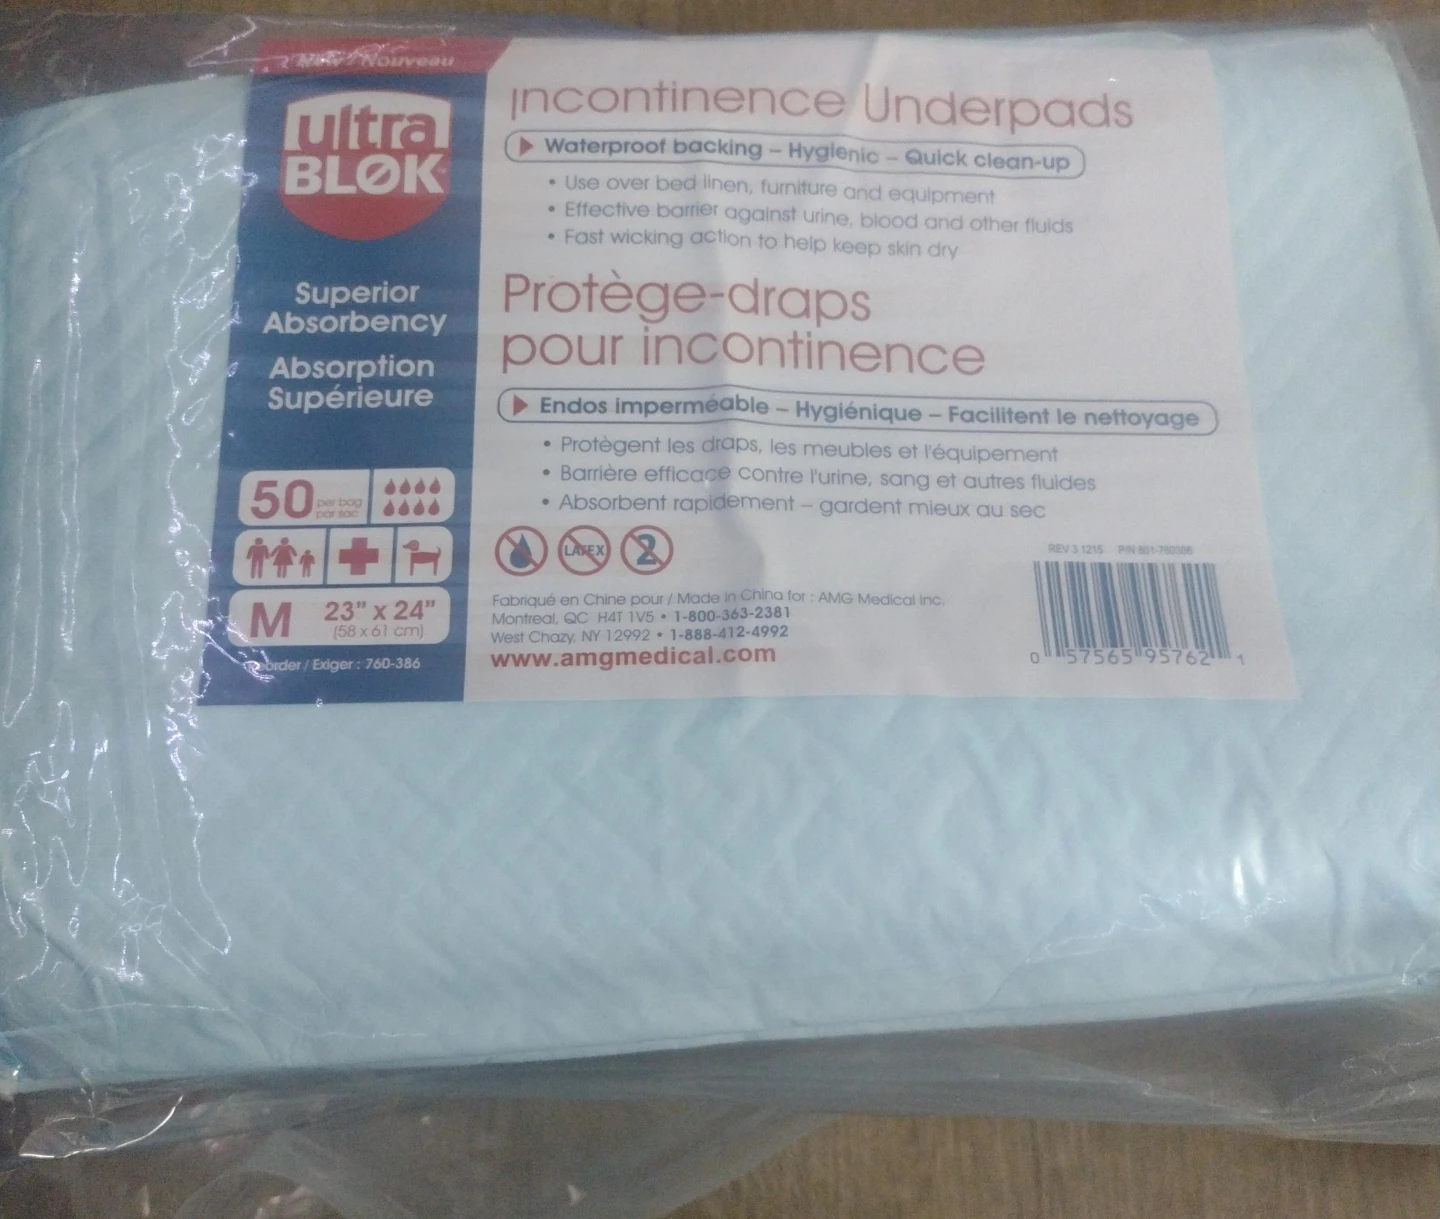 New / Nouveau
ultra
BLØK
Superior
Absorbency
Absorption
Supérieure
50 per bag
par sac
M 23" x 24"
(58 x 61 cm)
Reorder / Exiger : 760-386
Incontinence Underpads
Waterproof backing – Hygienic – Quick clean-up
• Use over bed linen, furniture and equipment
• Effective barrier against urine, blood and other fluids
• Fast wicking action to help keep skin dry
Protège-draps
pour incontinence
Endos imperméable – Hygiénique – Facilitent le nettoyage
• Protègent les draps, les meubles et l'équipement
• Barrière efficace contre l'urine, sang et autres fluides
• Absorbent rapidement – gardent mieux au sec
LATEX 2
Fabriqué en Chine pour / Made in China for : AMG Medical Inc.
Montreal, QC H4T 1V5 • 1-800-363-2381
West Chazy, NY 12992 • 1-888-412-4992
www.amgmedical.com
REV 3 1215 P/N 801-760386
0 57565 95762 1